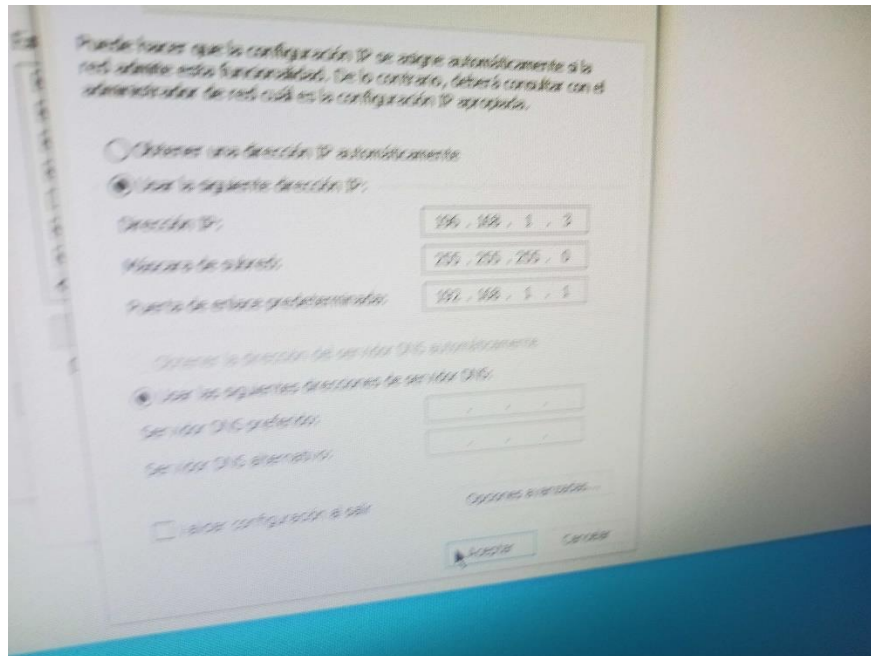 Puede hacer que la configuración IP se asigne automáticamente si la
red admite esta funcionalidad. De lo contrario, deberá consultar con el
administrador de red cuál es la configuración IP apropiada.
Obtener una dirección IP automáticamente
Usar la siguiente dirección IP:
Dirección IP:
168 . 1 . 3
Máscara de subred:
255 . 255 . 255 . 0
Puerta de enlace predeterminada:
192 . 168 . 1 . 1
Obtener la dirección del servidor DNS automáticamente
Usar las siguientes direcciones de servidor DNS:
Servidor DNS preferido:
Servidor DNS alternativo:
Validar configuración al salir
Opciones avanzadas...
Aceptar
Cancelar